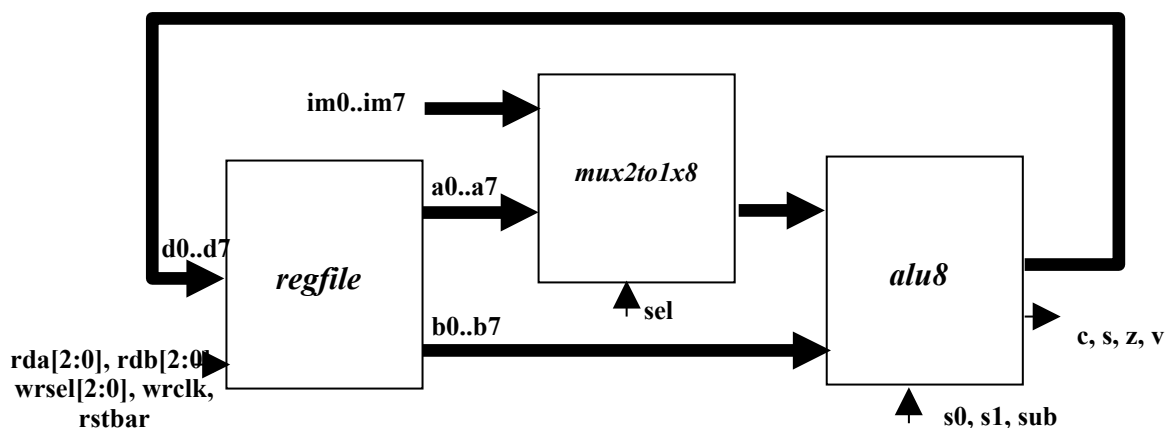 im0..im7
mux2to1x8
a0..a7
d0..d7
regfile
alu8
sel
b0..b7
c, s, z, v
rda[2:0], rdb[2:0]
wrsel[2:0], wrclk,
rstbar
s0, s1, sub